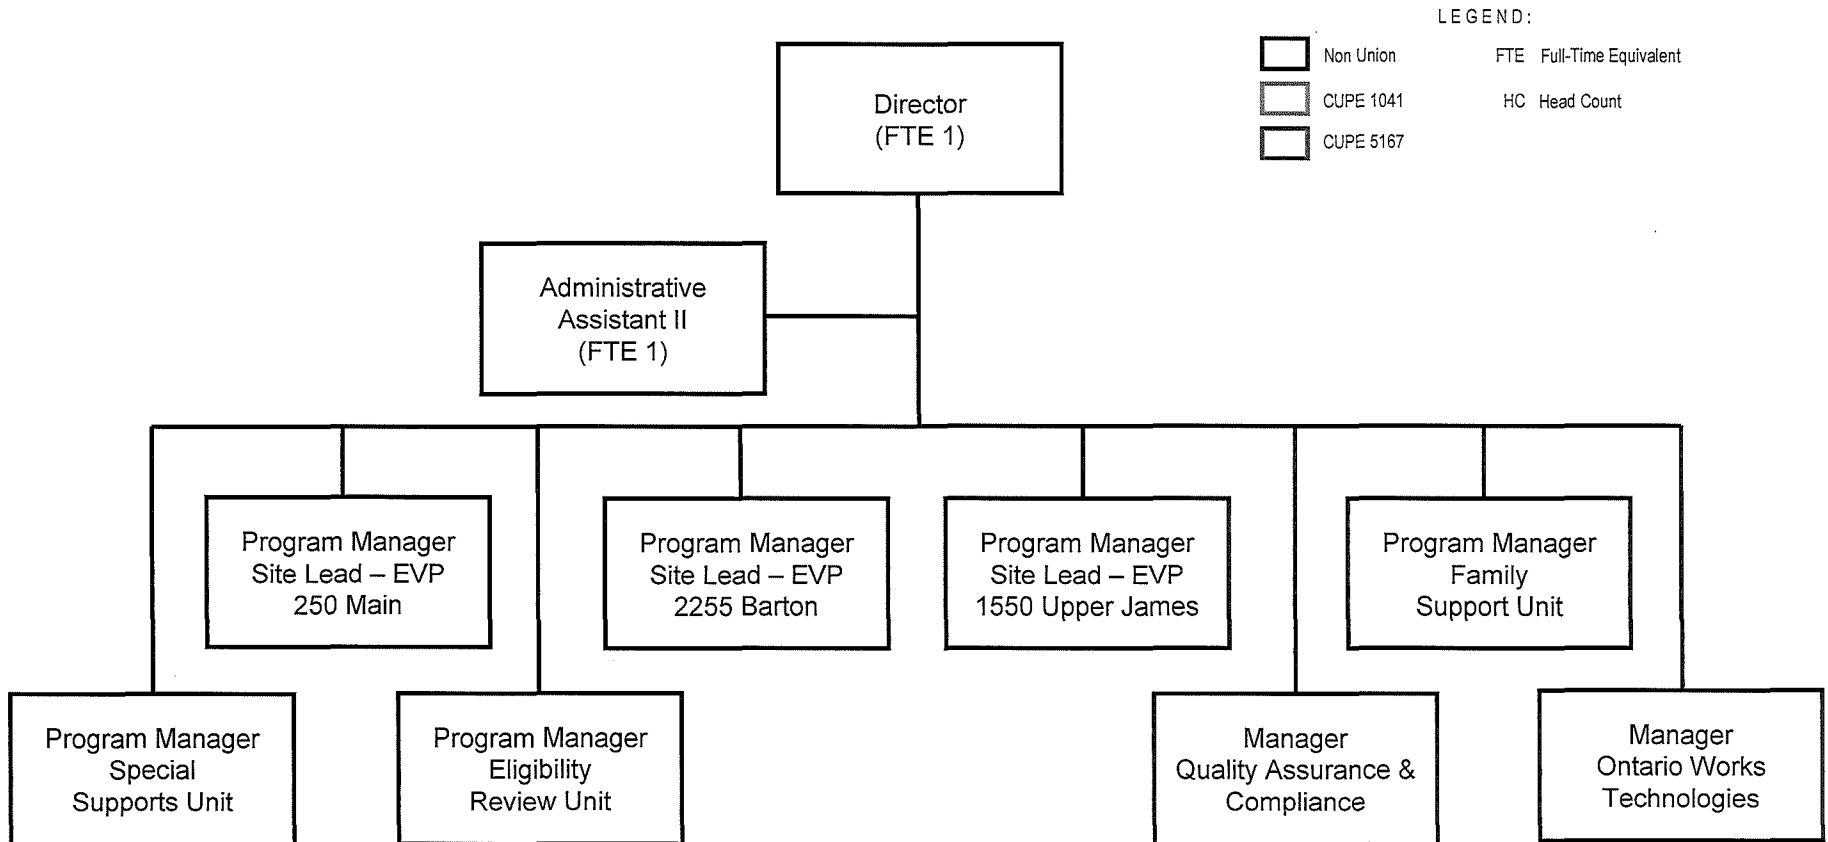 LEGEND:
Non Union
FTE Full-Time Equivalent
CUPE 1041
HC Head Count
CUPE 5167
Director
(FTE 1)
Administrative
Assistant II
(FTE 1)
Program Manager
Site Lead – EVP
250 Main
Program Manager
Site Lead – EVP
2255 Barton
Program Manager
Site Lead – EVP
1550 Upper James
Program Manager
Family
Support Unit
Program Manager
Special
Supports Unit
Program Manager
Eligibility
Review Unit
Manager
Quality Assurance &
Compliance
Manager
Ontario Works
Technologies